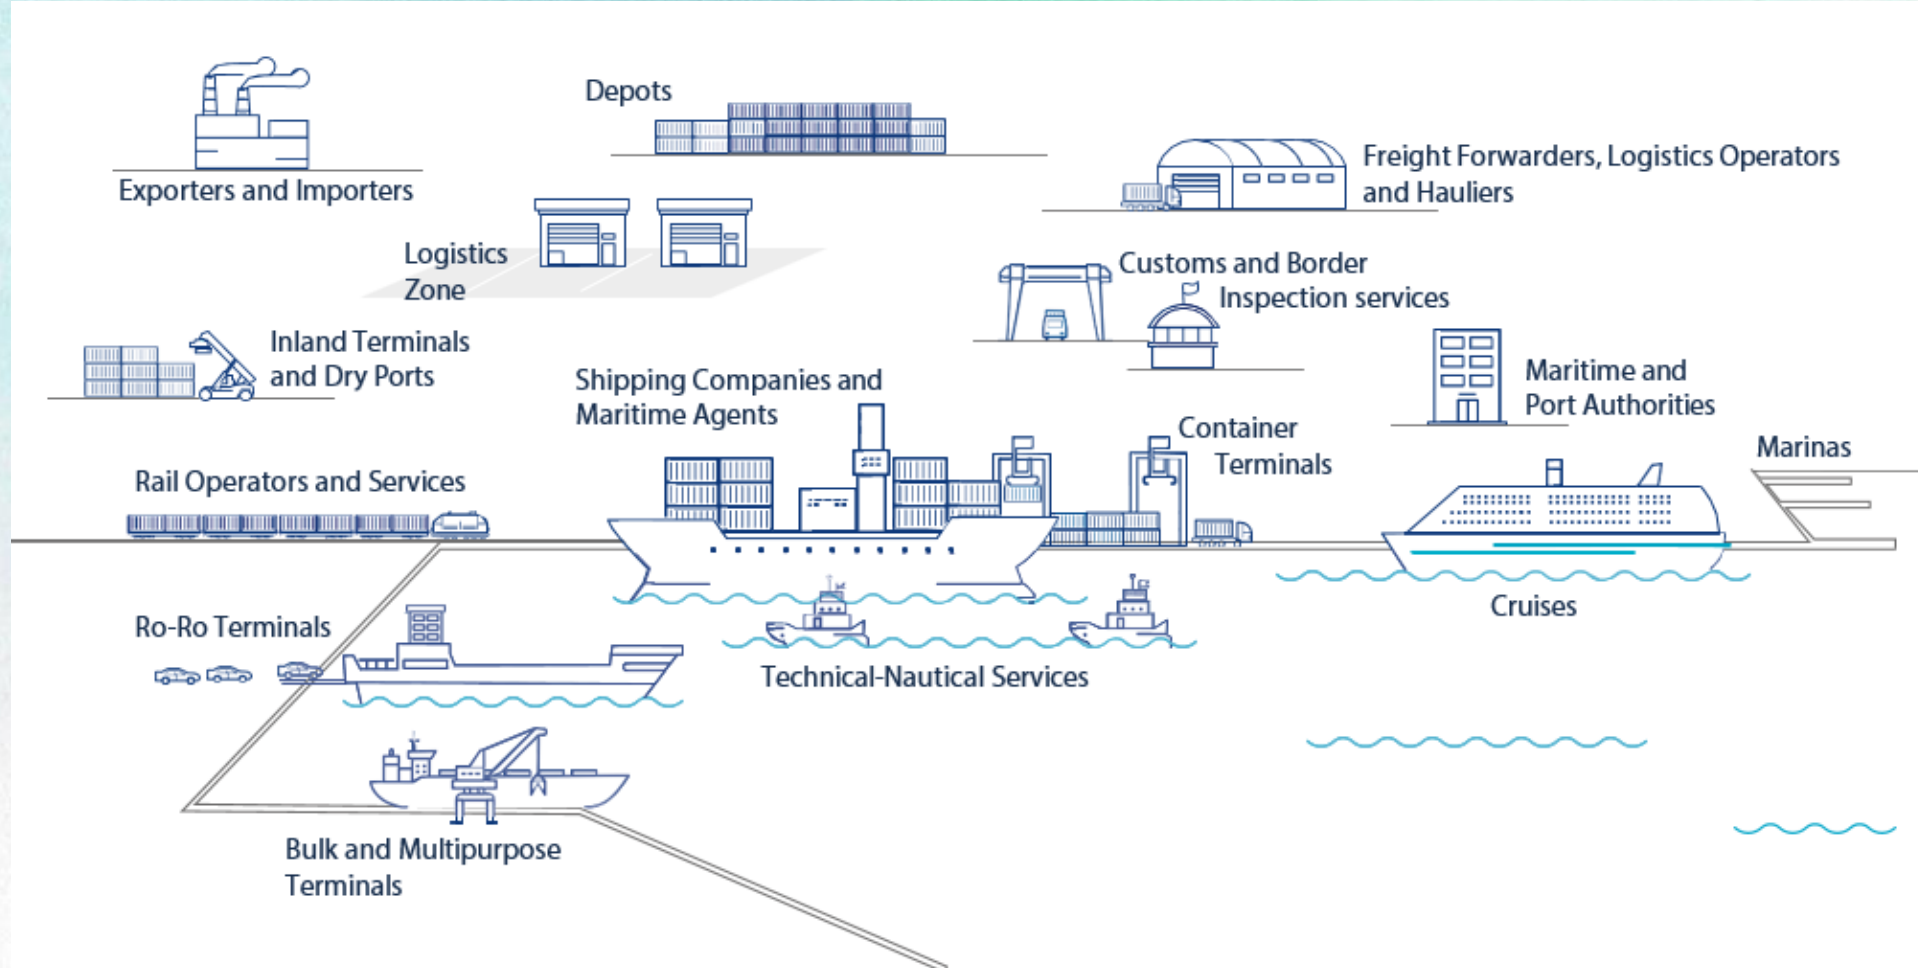 Depots
Exporters and Importers
Freight Forwarders, Logistics Operators
and Hauliers
Logistics
Zone
Customs and Border
Inspection services
Inland Terminals
and Dry Ports
Shipping Companies and
Maritime Agents
Maritime and
Port Authorities
Container
Terminals
Marinas
Rail Operators and Services
Cruises
Ro-Ro Terminals
Technical-Nautical Services
Bulk and Multipurpose
Terminals